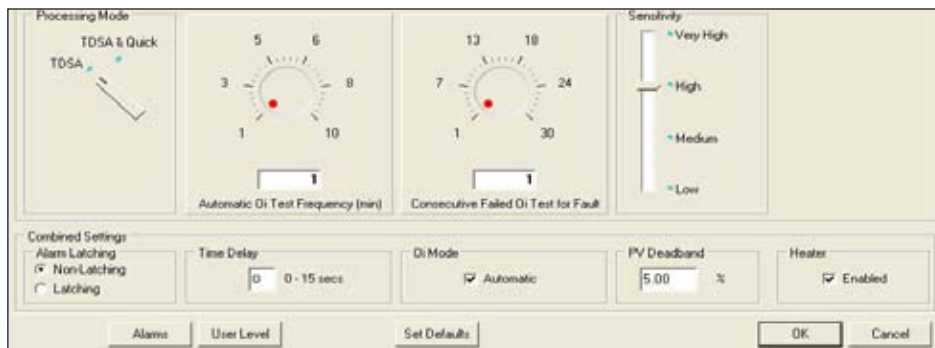 Processing Mode
TDSA & Quick
TDSA
5 6
3 8
1 10
1
Automatic Oi Test Frequency (min)
13 18
7 24
1 30
1
Consecutive Failed Oi Test for Fault
Sensitivity
Very High
High
Medium
Low
Combined Settings
Alarm Latching
Non-Latching
Latching
Time Delay
0 0 - 15 secs
Oi Mode
Automatic
PV Deadband
5.00 %
Heater
Enabled
Alarms User Level Set Defaults OK Cancel